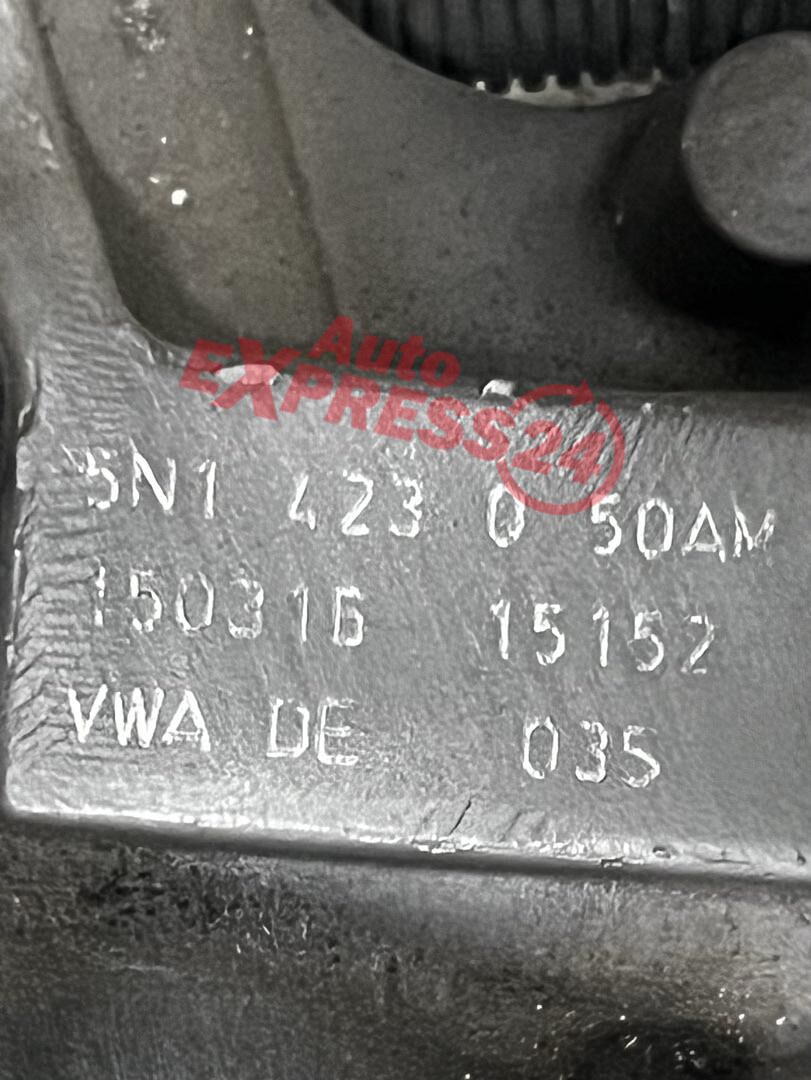 Auto
EXPRESS24
5N1 423 0 50AM
150316 15152
VWA DE 035